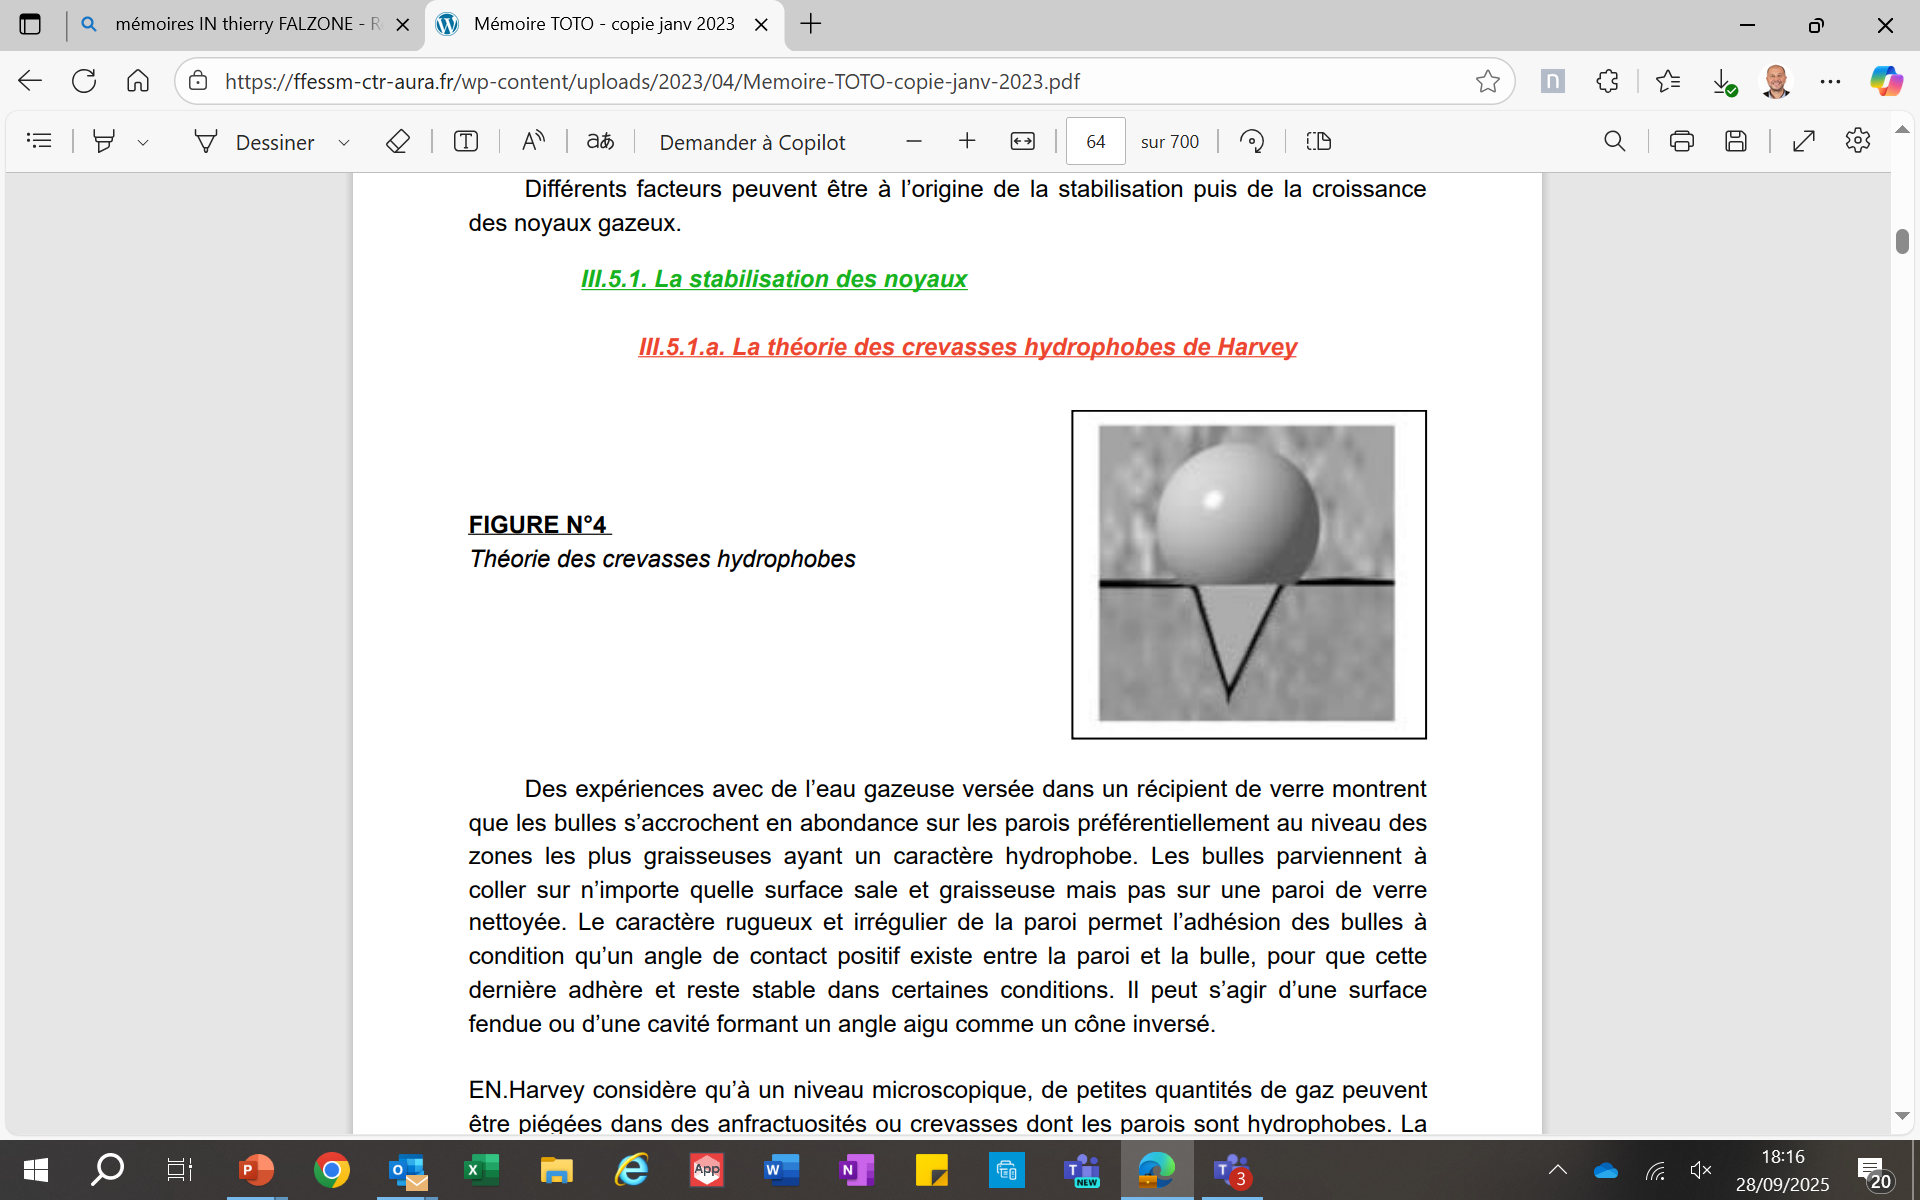 mémoires IN thierry FALZONE - R
Mémoire TOTO - copie janv 2023
https://ffessm-ctr-aura.fr/wp-content/uploads/2023/04/Memoire-TOTO-copie-janv-2023.pdf
n
Dessiner
T
A
aあ
Demander à Copilot
64
sur 700
Différents facteurs peuvent être à l'origine de la stabilisation puis de la croissance
des noyaux gazeux.
III.5.1. La stabilisation des noyaux
III.5.1.a. La théorie des crevasses hydrophobes de Harvey
FIGURE N°4
Théorie des crevasses hydrophobes
Des expériences avec de l'eau gazeuse versée dans un récipient de verre montrent
que les bulles s'accrochent en abondance sur les parois préférentiellement au niveau des
zones les plus graisseuses ayant un caractère hydrophobe. Les bulles parviennent à
coller sur n'importe quelle surface sale et graisseuse mais pas sur une paroi de verre
nettoyée. Le caractère rugueux et irrégulier de la paroi permet l'adhésion des bulles à
condition qu'un angle de contact positif existe entre la paroi et la bulle, pour que cette
dernière adhère et reste stable dans certaines conditions. Il peut s'agir d'une surface
fendue ou d'une cavité formant un angle aigu comme un cône inversé.
EN.Harvey considère qu'à un niveau microscopique, de petites quantités de gaz peuvent
être piégées dans des anfractuosités ou crevasses dont les parois sont hydrophobes. La
P
O
X
App
W
N
T
NEW
T
3
18:16
28/09/2025
20